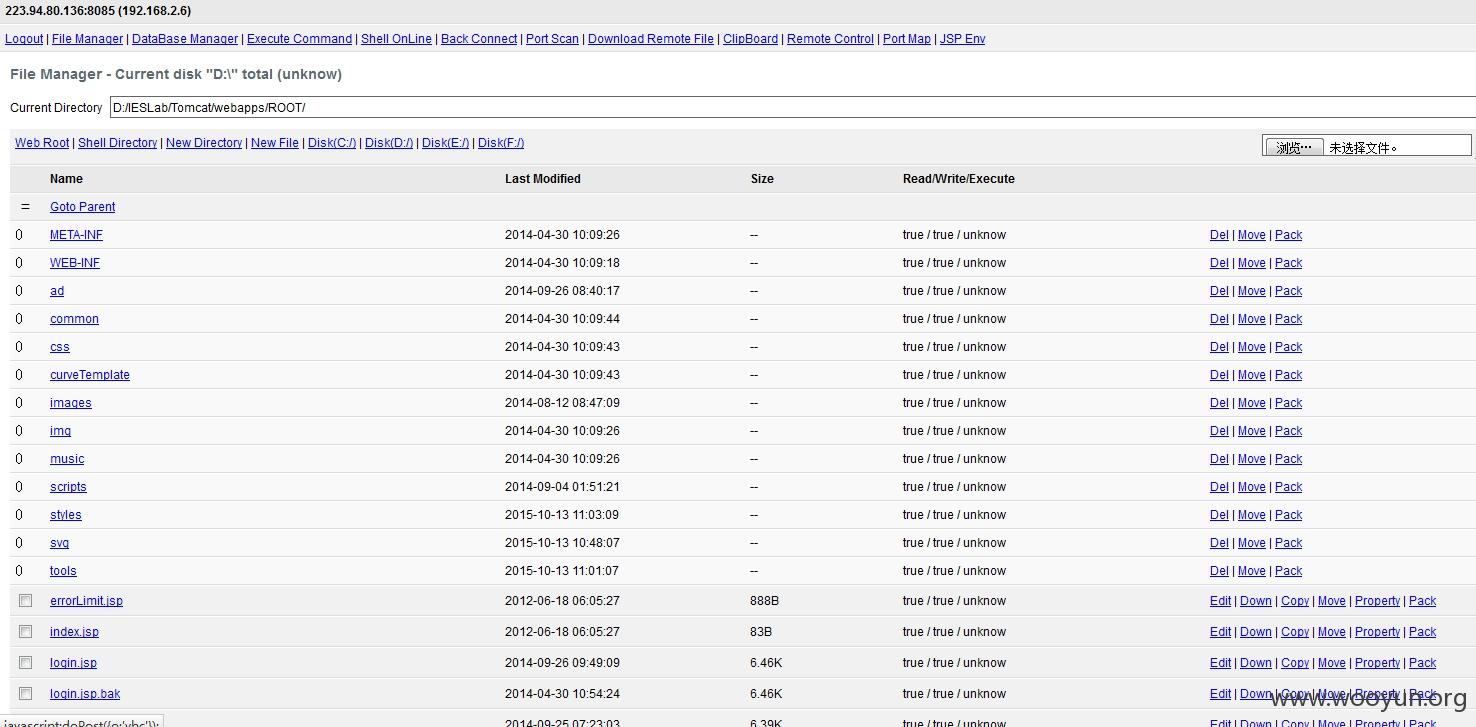 223.94.80.136:8085 (192.168.2.6)
Logout | File Manager | DataBase Manager | Execute Command | Shell OnLine | Back Connect | Port Scan | Download Remote File | ClipBoard | Remote Control | Port Map | JSP Env
File Manager - Current disk "D:\" total (unknow)
Current Directory D:/IESLab/Tomcat/webapps/ROOT/
Web Root | Shell Directory | New Directory | New File | Disk(C:/) | Disk(D:/) | Disk(E:/) | Disk(F:/) 浏览… 未选择文件。
Name Last Modified Size Read/Write/Execute
= Goto Parent
0 META-INF 2014-04-30 10:09:26 -- true / true / unknow Del | Move | Pack
0 WEB-INF 2014-04-30 10:09:18 -- true / true / unknow Del | Move | Pack
0 ad 2014-09-26 08:40:17 -- true / true / unknow Del | Move | Pack
0 common 2014-04-30 10:09:44 -- true / true / unknow Del | Move | Pack
0 css 2014-04-30 10:09:43 -- true / true / unknow Del | Move | Pack
0 curveTemplate 2014-04-30 10:09:43 -- true / true / unknow Del | Move | Pack
0 images 2014-08-12 08:47:09 -- true / true / unknow Del | Move | Pack
0 img 2014-04-30 10:09:26 -- true / true / unknow Del | Move | Pack
0 music 2014-04-30 10:09:26 -- true / true / unknow Del | Move | Pack
0 scripts 2014-09-04 01:51:21 -- true / true / unknow Del | Move | Pack
0 styles 2015-10-13 11:03:09 -- true / true / unknow Del | Move | Pack
0 svg 2015-10-13 10:48:07 -- true / true / unknow Del | Move | Pack
0 tools 2015-10-13 11:01:07 -- true / true / unknow Del | Move | Pack
errorLimit.jsp 2012-06-18 06:05:27 888B true / true / unknow Edit | Down | Copy | Move | Property | Pack
index.jsp 2012-06-18 06:05:27 83B true / true / unknow Edit | Down | Copy | Move | Property | Pack
login.jsp 2014-09-26 09:49:09 6.46K true / true / unknow Edit | Down | Copy | Move | Property | Pack
login.jsp.bak 2014-04-30 10:54:24 6.46K true / true / unknow Edit | Down | Copy | Move | Property | Pack
www.wooyun.org
javascript:doPost({o:'vbc'});
2014-09-25 07:23:03 6.39K true / true / unknow Edit | Down | Copy | Move | Property | Pack